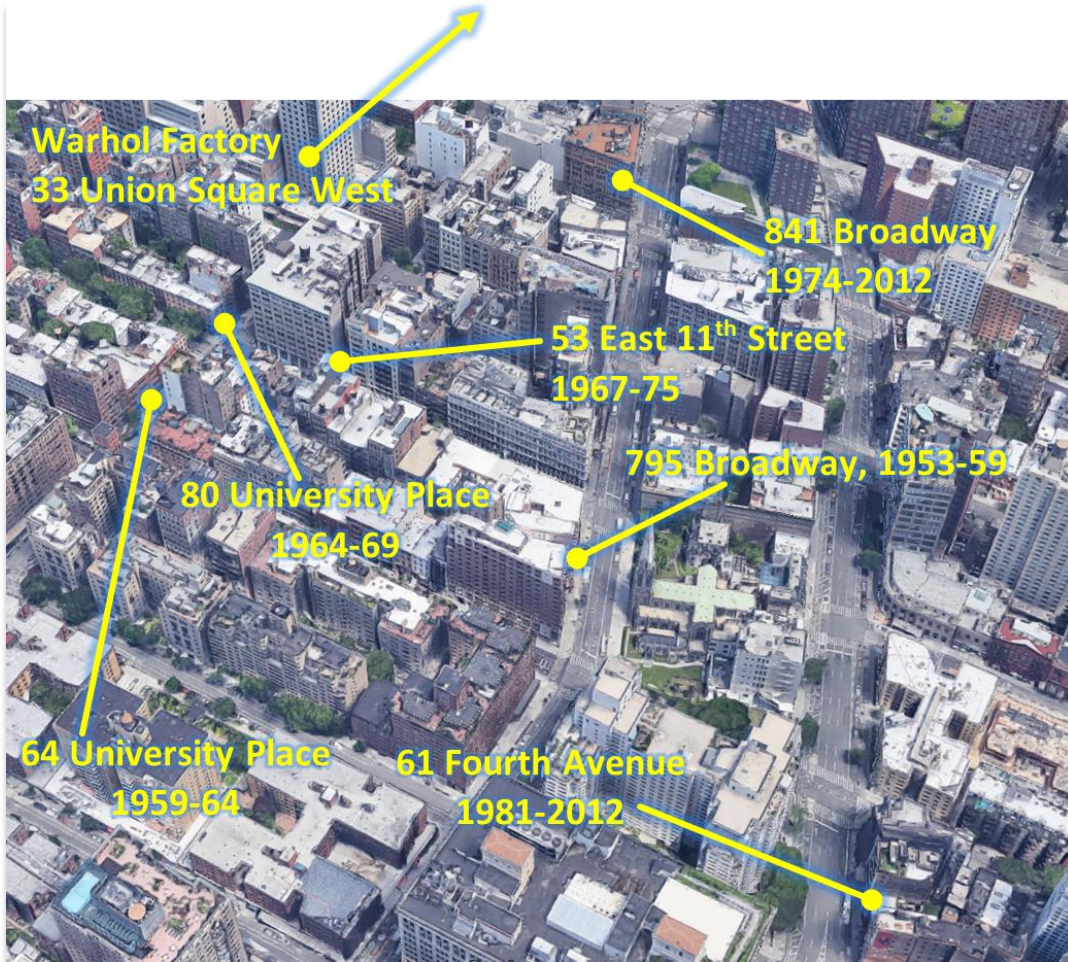 Warhol Factory
33 Union Square West
841 Broadway
1974-2012
53 East 11th Street
1967-75
795 Broadway, 1953-59
80 University Place
1964-69
64 University Place
1959-64
61 Fourth Avenue
1981-2012